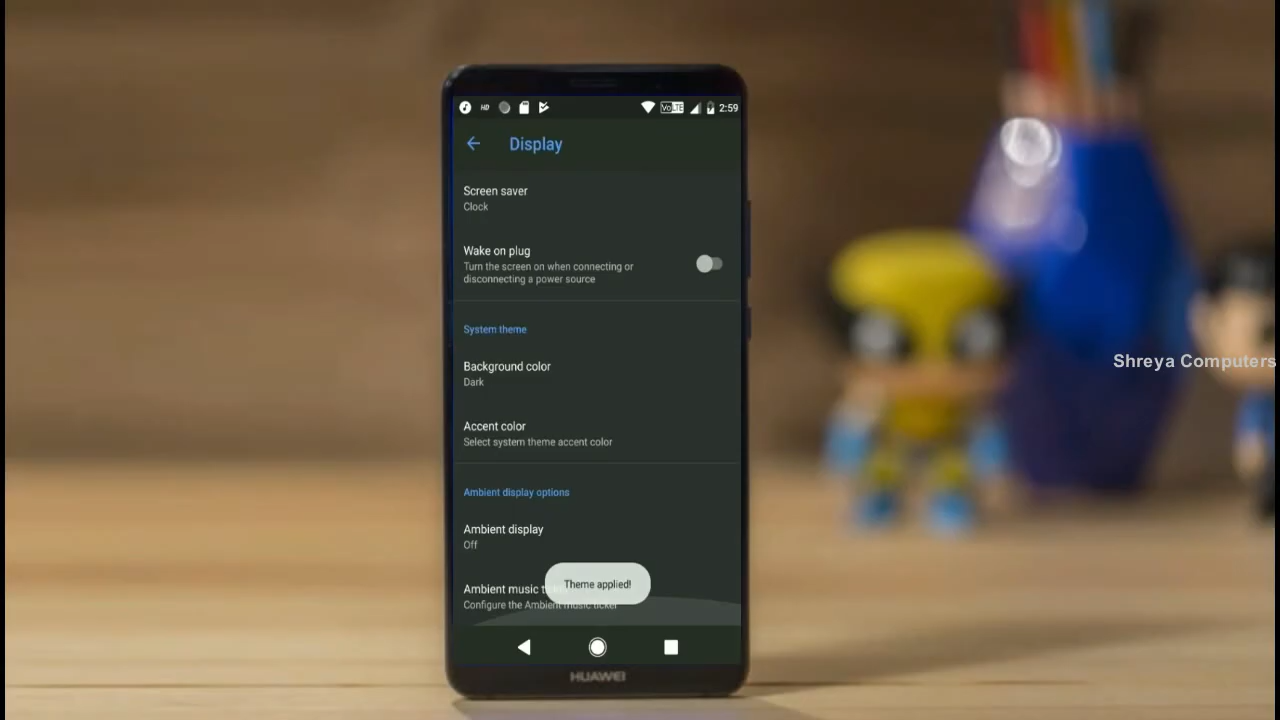 HD VoLTE 2:59
Display
Screen saver
Clock
Wake on plug
Turn the screen on when connecting or
disconnecting a power source
System theme
Background color
Dark
Accent color
Select system theme accent color
Ambient display options
Ambient display
Off
Theme applied!
Ambient music
Configure the Ambient music ticker
HUAWEI
Shreya Computers